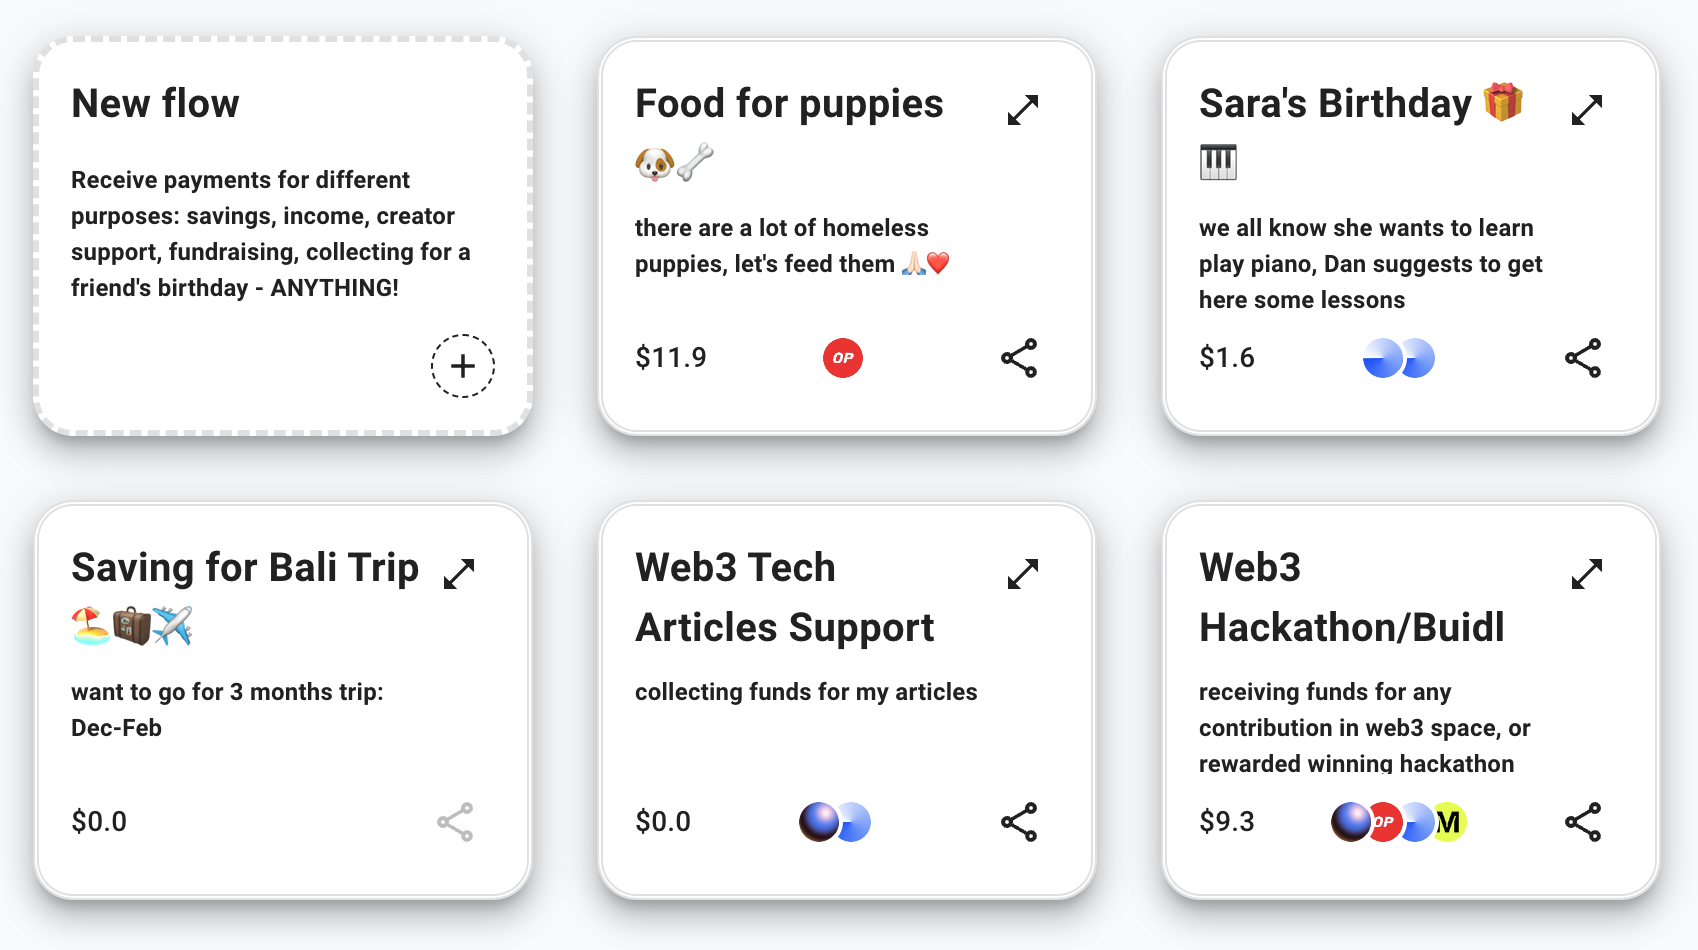 New flow
Receive payments for different
purposes: savings, income, creator
support, fundraising, collecting for a
friend's birthday - ANYTHING!
Food for puppies
🐶🦴
there are a lot of homeless
puppies, let's feed them 🙏🏻❤️
$11.9
OP
Sara's Birthday 🎁
🎹
we all know she wants to learn
play piano, Dan suggests to get
here some lessons
$1.6
Saving for Bali Trip
🏖️🧳✈️
want to go for 3 months trip:
Dec-Feb
$0.0
Web3 Tech
Articles Support
collecting funds for my articles
$0.0
Web3
Hackathon/Buidl
receiving funds for any
contribution in web3 space, or
rewarded winning hackathon
$9.3
OP
M